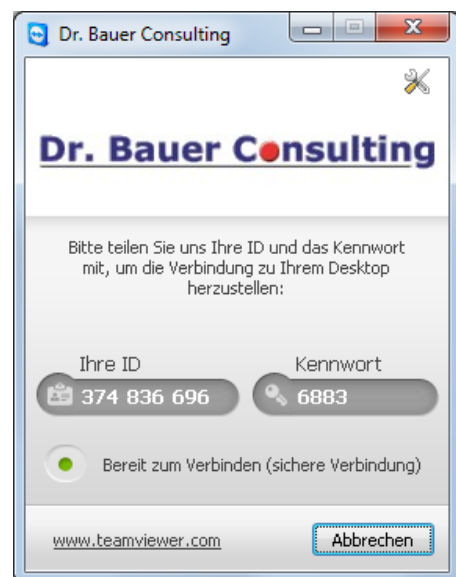 Dr. Bauer Consulting
Dr. Bauer Consulting
Bitte teilen Sie uns Ihre ID und das Kennwort
mit, um die Verbindung zu Ihrem Desktop
herzustellen:
Ihre ID Kennwort
374 836 696 6883
Bereit zum Verbinden (sichere Verbindung)
www.teamviewer.com Abbrechen